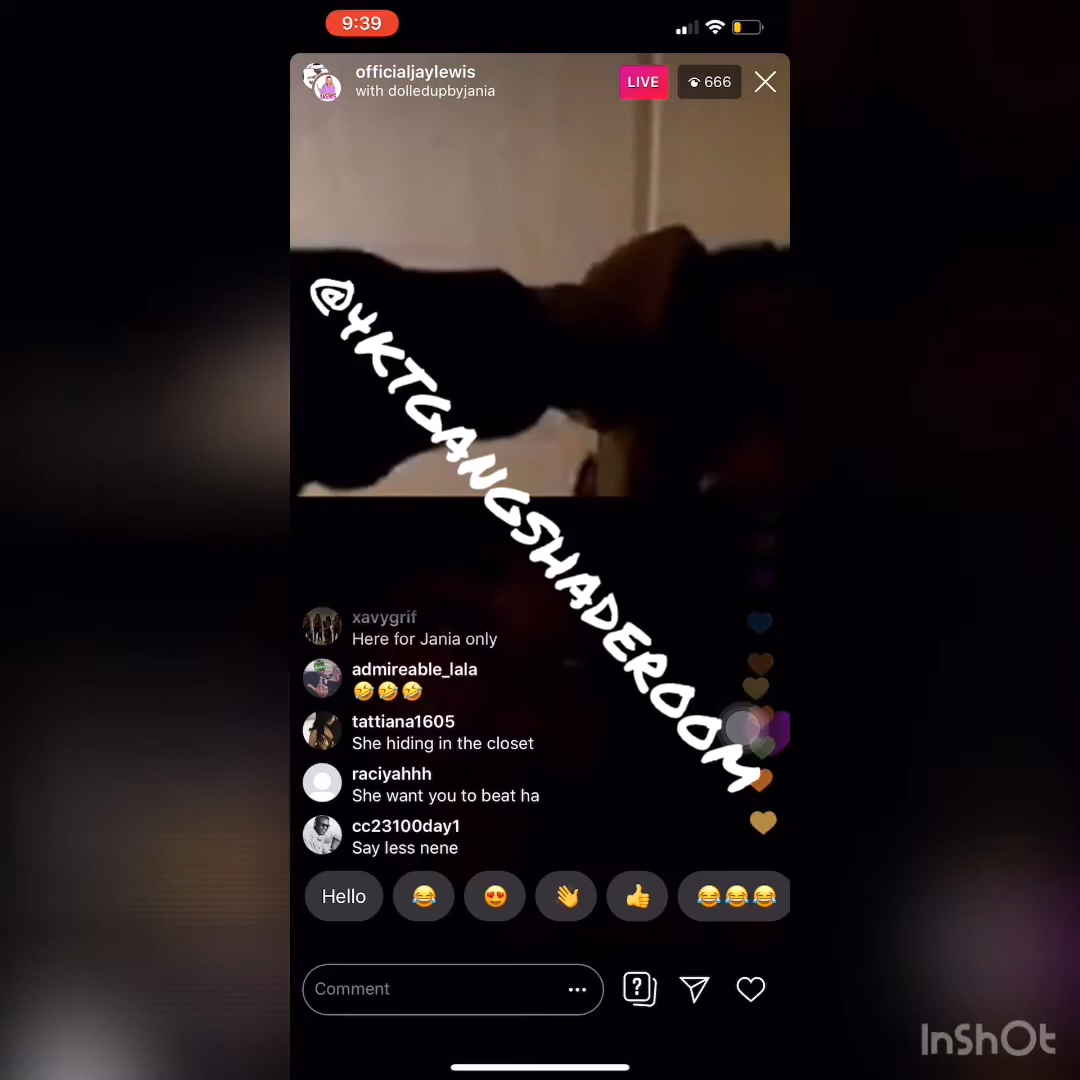 9:39
officialjaylewis
with dolledupbyjania
LIVE
666
@4KTGANGSHADEROOM
xavygrif
Here for Jania only
admireable_lala
🤣🤣🤣
tattiana1605
She hiding in the closet
raciyahhh
She want you to beat ha
cc23100day1
Say less nene
Hello 😂 😍 👋 👍 😂😂😂
Comment
InShOt